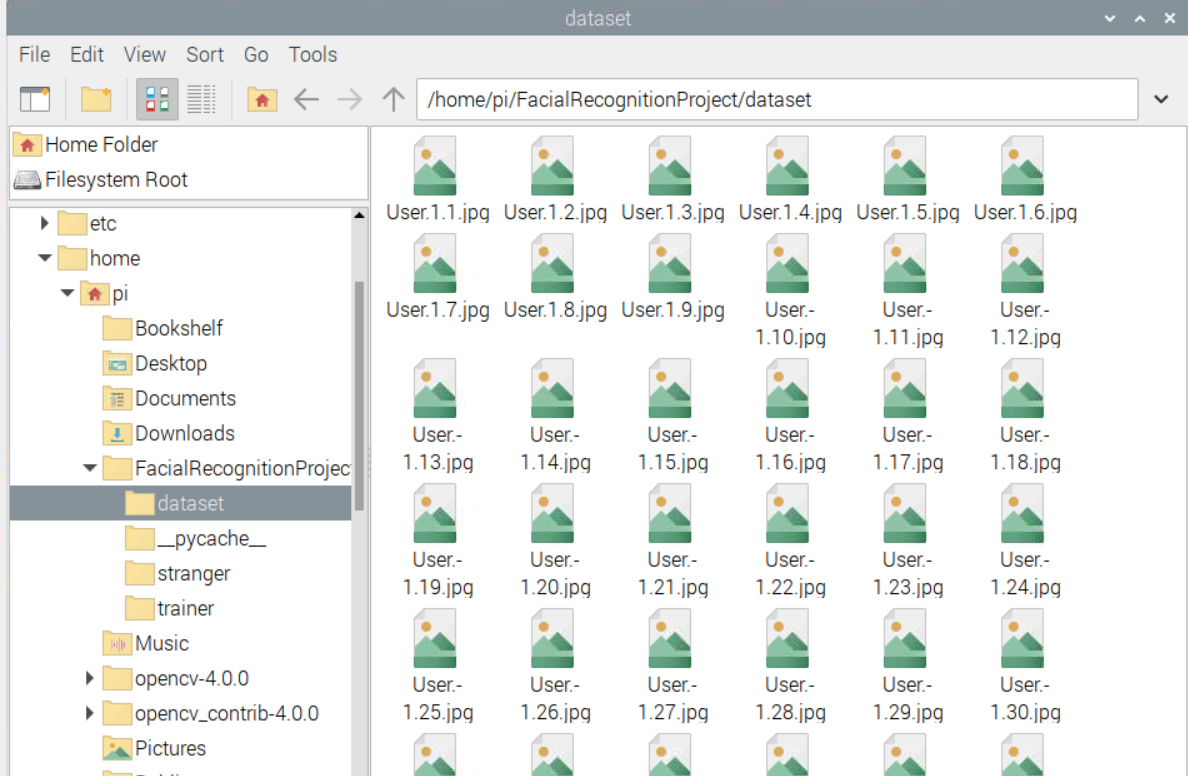 dataset
File Edit View Sort Go Tools
/home/pi/FacialRecognitionProject/dataset
Home Folder
Filesystem Root
etc
home
pi
Bookshelf
Desktop
Documents
Downloads
FacialRecognitionProjec
dataset
__pycache__
stranger
trainer
Music
opencv-4.0.0
opencv_contrib-4.0.0
Pictures
User.1.1.jpg User.1.2.jpg User.1.3.jpg User.1.4.jpg User.1.5.jpg User.1.6.jpg
User.1.7.jpg User.1.8.jpg User.1.9.jpg User.- User.- User.-
1.10.jpg 1.11.jpg 1.12.jpg
User.- User.- User.- User.- User.- User.-
1.13.jpg 1.14.jpg 1.15.jpg 1.16.jpg 1.17.jpg 1.18.jpg
User.- User.- User.- User.- User.- User.-
1.19.jpg 1.20.jpg 1.21.jpg 1.22.jpg 1.23.jpg 1.24.jpg
User.- User.- User.- User.- User.- User.-
1.25.jpg 1.26.jpg 1.27.jpg 1.28.jpg 1.29.jpg 1.30.jpg